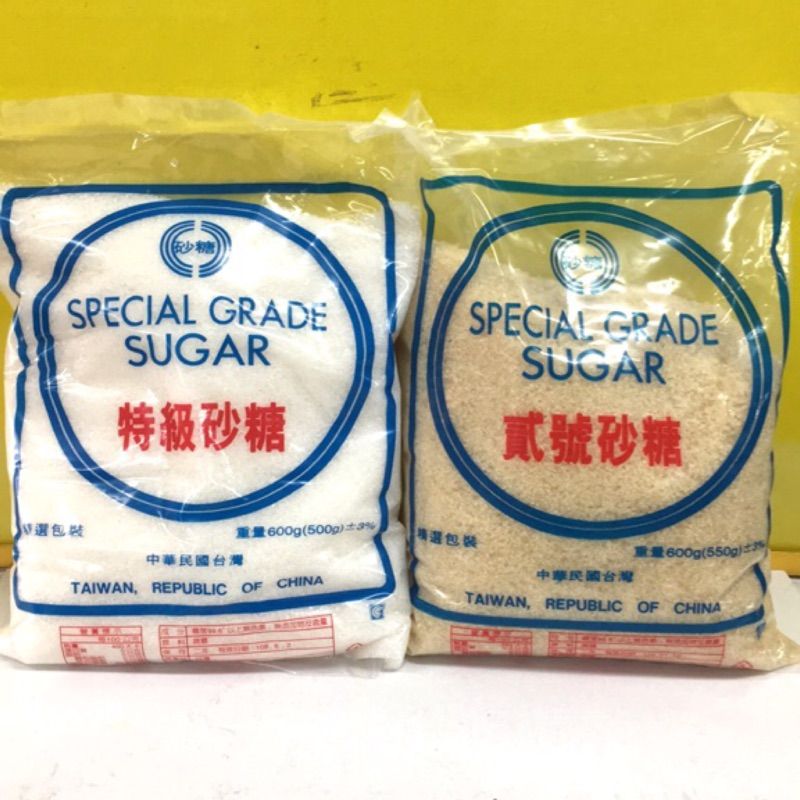 砂糖
SPECIAL GRADE
SUGAR
特級砂糖
精選包裝
重量600g(500g)±3%
中華民國台灣
TAIWAN, REPUBLIC OF CHINA
砂糖
SPECIAL GRADE
SUGAR
貳號砂糖
精選包裝
重量600g(550g)±3%
中華民國台灣
TAIWAN, REPUBLIC OF CHINA